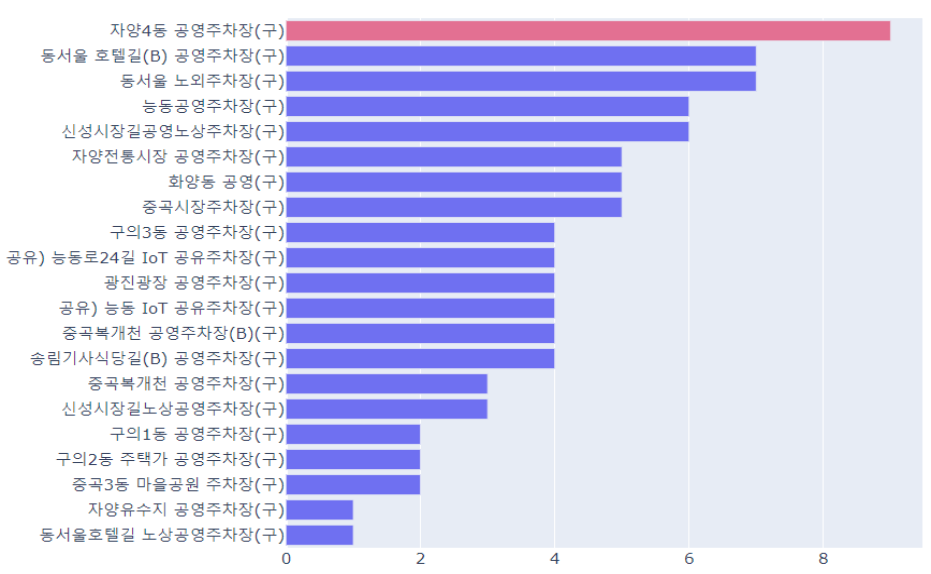 자양4동 공영주차장(구)
동서울 호텔길(B) 공영주차장(구)
동서울 노외주차장(구)
능동공영주차장(구)
신성시장길공영노상주차장(구)
자양전통시장 공영주차장(구)
화양동 공영(구)
중곡시장주차장(구)
구의3동 공영주차장(구)
공유) 능동로24길 IoT 공유주차장(구)
광진광장 공영주차장(구)
공유) 능동 IoT 공유주차장(구)
중곡복개천 공영주차장(B)(구)
송림기사식당길(B) 공영주차장(구)
중곡복개천 공영주차장(구)
신성시장길노상공영주차장(구)
구의1동 공영주차장(구)
구의2동 주택가 공영주차장(구)
중곡3동 마을공원 주차장(구)
자양유수지 공영주차장(구)
동서울호텔길 노상공영주차장(구)
0 2 4 6 8